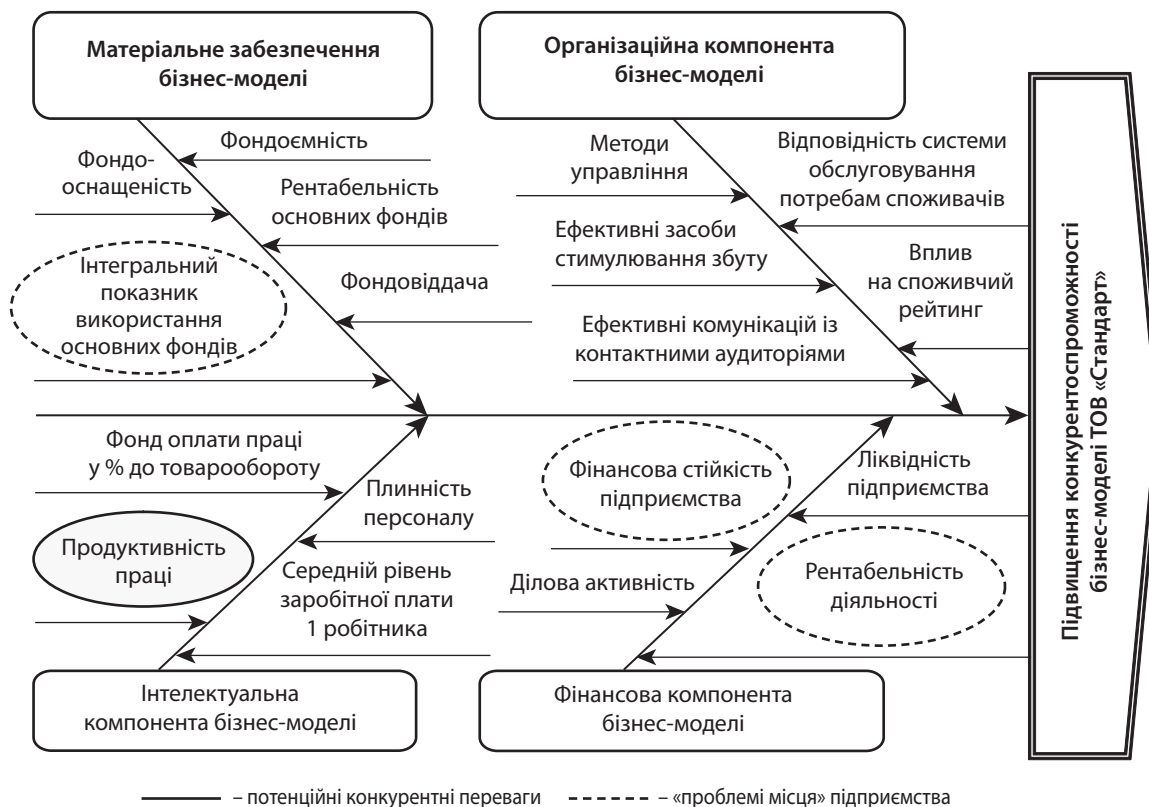 Матеріальне забезпечення
бізнес-моделі
Організаційна компонента
бізнес-моделі
Фондоємність
Фондо-
оснащеність
Рентабельність
основних фондів
Інтегральний
показник
використання
основних фондів
Фондовіддача
Методи
управління
Відповідність системи
обслуговування
потребам споживачів
Ефективні засоби
стимулювання збуту
Вплив
на споживчий
рейтинг
Ефективні комунікацій із
контактними аудиторіями
Підвищення конкурентоспроможності
бізнес-моделі ТОВ «Стандарт»
Фонд оплати праці
у % до товарообороту
Плинність
персоналу
Продуктивність
праці
Середній рівень
заробітної плати
1 робітника
Фінансова стійкість
підприємства
Ліквідність
підприємства
Ділова активність
Рентабельність
діяльності
Інтелектуальна
компонента бізнес-моделі
Фінансова компонента
бізнес-моделі
– потенційні конкурентні переваги
– «проблемі місця» підприємства